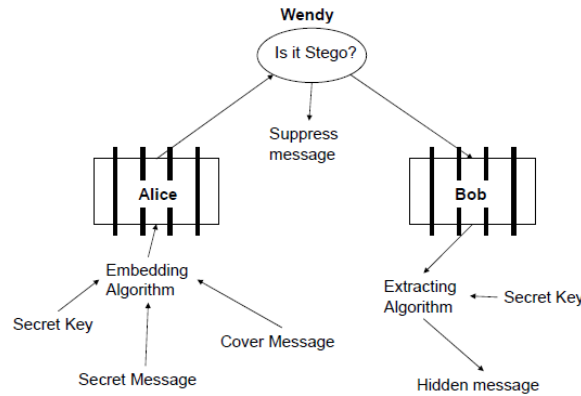 Wendy
Is it Stego?
Suppress
message
Alice
Bob
Embedding
Algorithm
Extracting
Algorithm
Secret Key
Secret Key
Cover Message
Secret Message
Hidden message